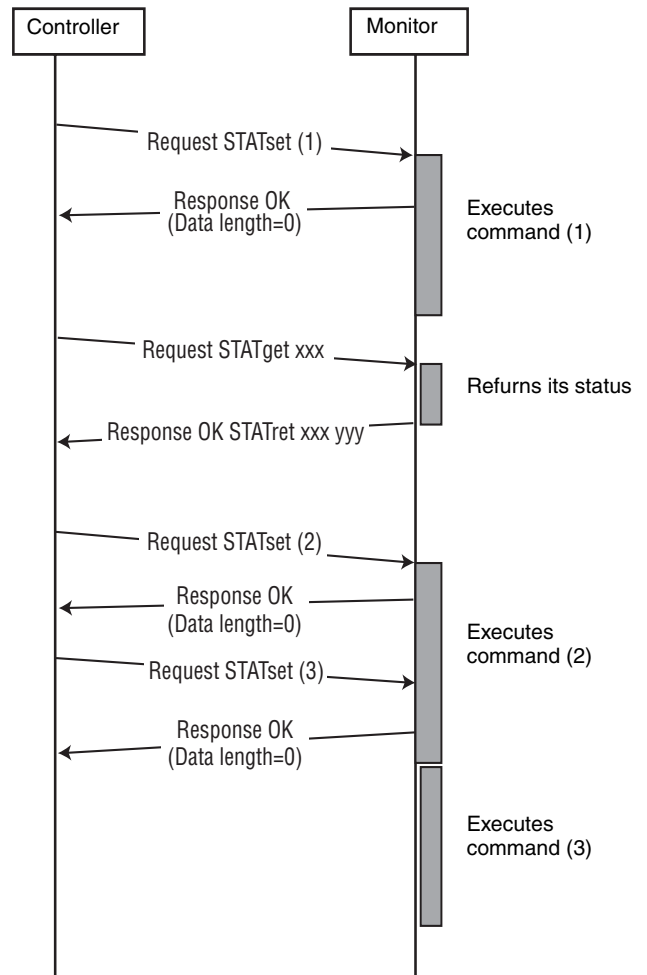 Controller
Monitor
Request STATset (1)
Response OK
(Data length=0)
Executes
command (1)
Request STATget xxx
Refurns its status
Response OK STATret xxx yyy
Request STATset (2)
Response OK
(Data length=0)
Executes
command (2)
Request STATset (3)
Response OK
(Data length=0)
Executes
command (3)